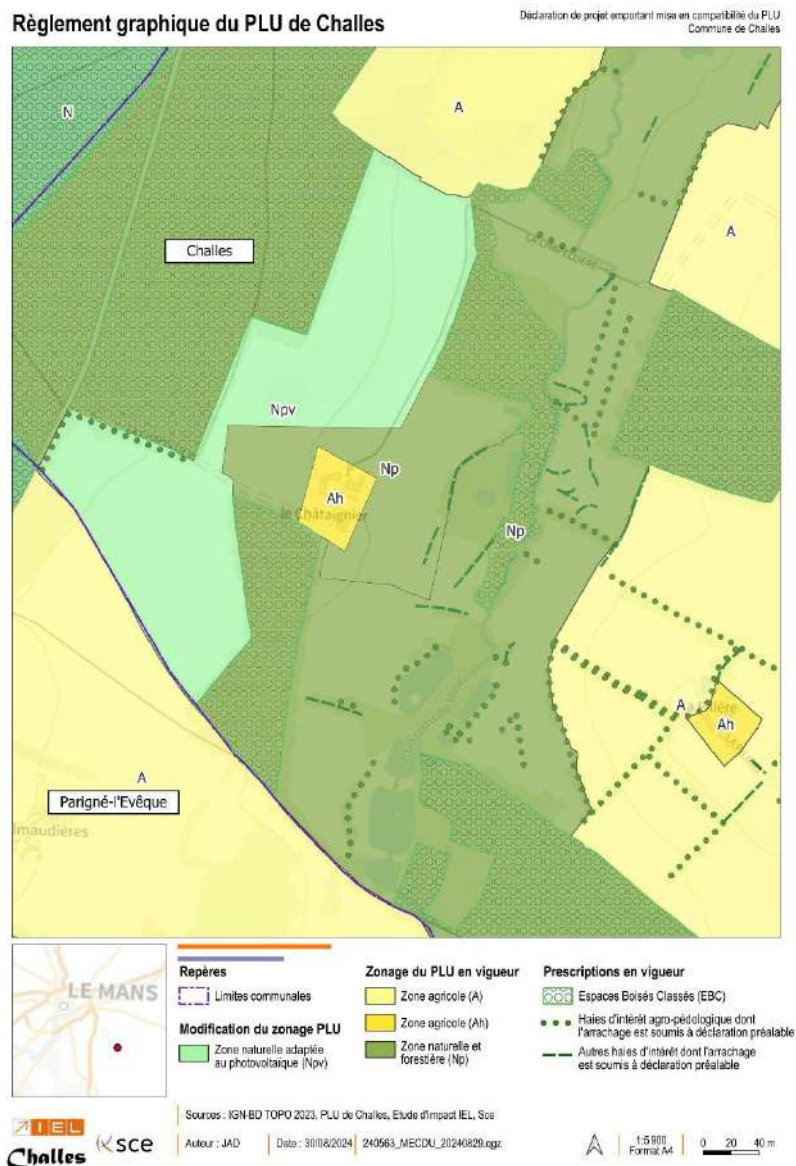 Règlement graphique du PLU de Challes
Déclaration de projet emportant mise en compatibilité du PLU
Commune de Challes
N
A
Challes
A
Npv
Np
Ah
le Châtaignier
Np
A
Ah
A
Parigné-l'Evêque
imaudières
LE MANS
Repères
Limites communales
Modification du zonage PLU
Zone naturelle adaptée
au photovoltaïque (Npv)
Zonage du PLU en vigueur
Zone agricole (A)
Zone agricole (Ah)
Zone naturelle et
forestière (Np)
Prescriptions en vigueur
Espaces Boisés Classés (EBC)
Haies d'intérêt agro-pédologique dont
l'arrachage est soumis à déclaration préalable
Autres haies d'intérêt dont l'arrachage
est soumis à déclaration préalable
IEL
Challes
sce
Sources : IGN-BD TOPO 2023, PLU de Challes, Etude d'impact IEL, Sce
Auteur : JAD
Date : 30/08/2024
240563_MECDU_20240829.qgz
1:5 900
Format A4
0 20 40 m